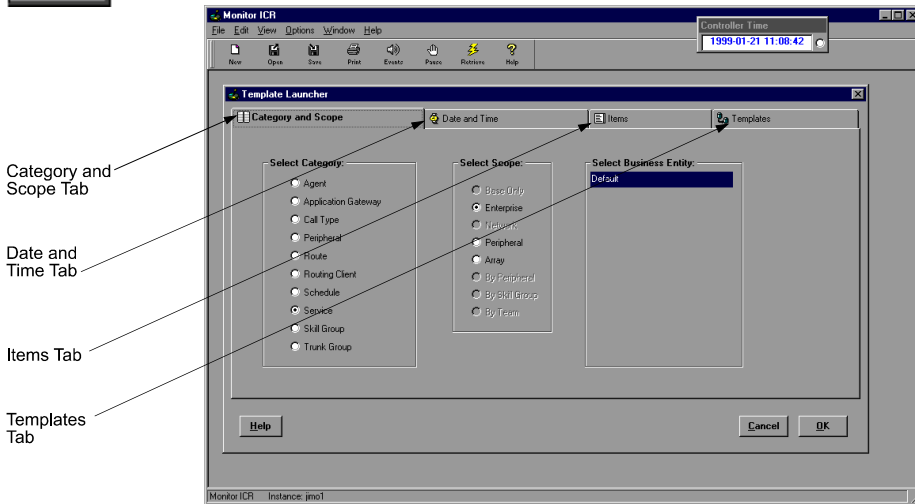 Monitor ICR
File Edit View Options Window Help
Controller Time
1999-01-21 11:08:42
New Open Save Print Events Pause Retrieve Help
Template Launcher
Category and Scope
Date and Time
Items
Templates
Category and
Scope Tab
Date and
Time Tab
Items Tab
Templates
Tab
Select Category:
Agent
Application Gateway
Call Type
Peripheral
Route
Routing Client
Schedule
Service
Skill Group
Trunk Group
Select Scope:
Base Only
Enterprise
Network
Peripheral
Array
By Peripheral
By Skill Group
By Team
Select Business Entity:
Default
Help
Cancel
OK
Monitor ICR Instance: jimo1